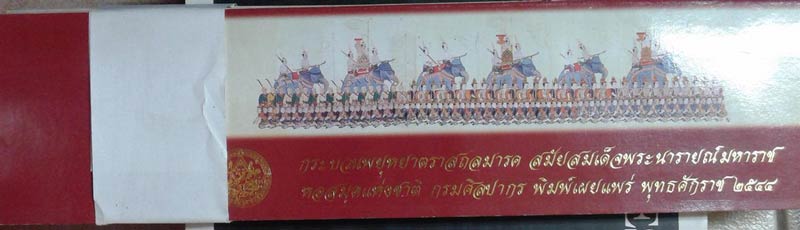 กระบวนพยุหยาตราสถลมารค สมัยสมเด็จพระนารายณ์มหาราช
หอสมุดแห่งชาติ กรมศิลปากร พิมพ์เผยแพร่ พุทธศักราช ๒๕๔๔